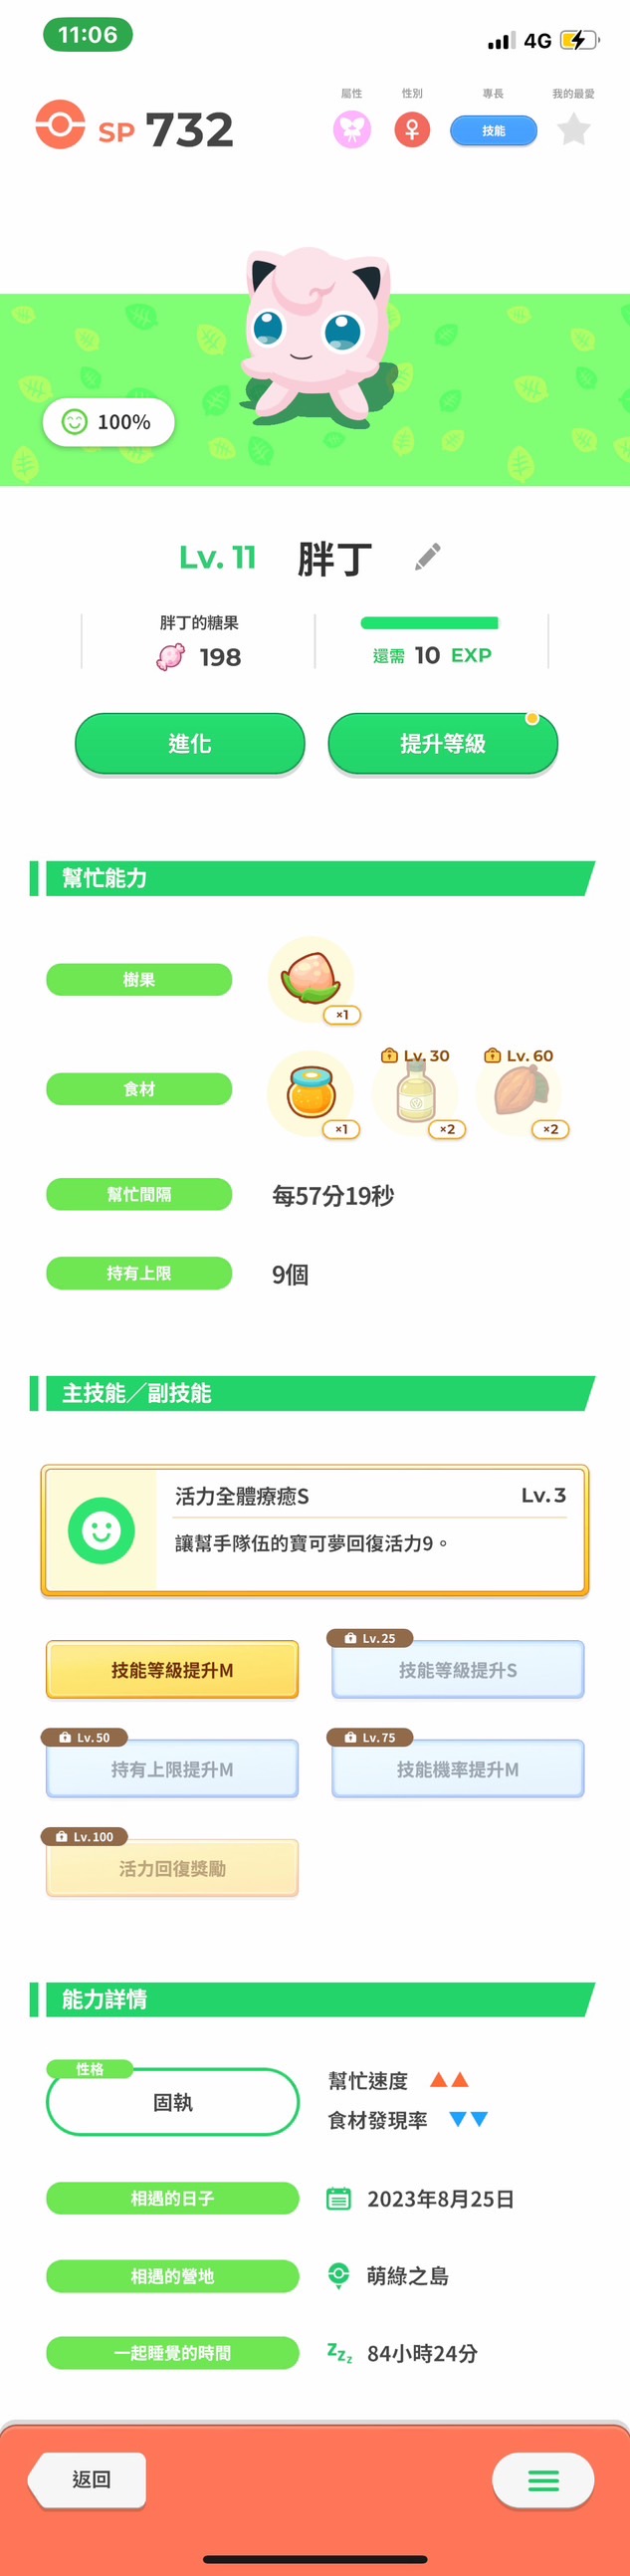 11:06
4G
屬性 性別 專長 我的最愛
SP 732
技能
100%
Lv. 11 胖丁
胖丁的糖果
198
還需 10 EXP
進化
提升等級
幫忙能力
樹果
×1
食材
Lv. 30
Lv. 60
×1
×2
×2
幫忙間隔
每57分19秒
持有上限
9個
主技能／副技能
活力全體療癒S Lv. 3
讓幫手隊伍的寶可夢回復活力9。
技能等級提升M
Lv. 25
技能等級提升S
Lv. 50
持有上限提升M
Lv. 75
技能機率提升M
Lv. 100
活力回復獎勵
能力詳情
性格
固執
幫忙速度 ▲▲
食材發現率 ▼▼
相遇的日子
2023年8月25日
相遇的營地
萌綠之島
一起睡覺的時間
zzz 84小時24分
返回